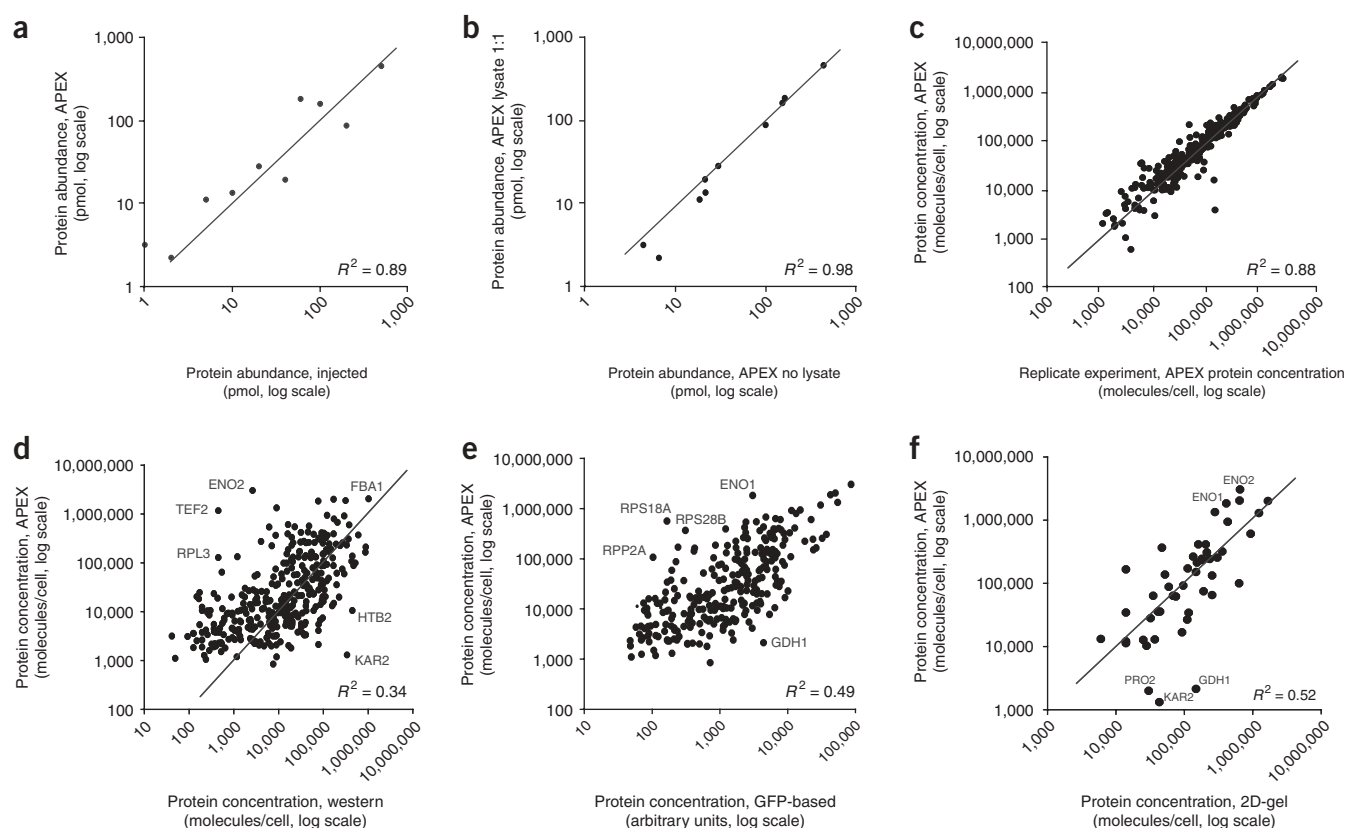 a
Protein abundance, APEX
(pmol, log scale)
1,000
100
10
1
R² = 0.89
1
10
100
1,000
Protein abundance, injected
(pmol, log scale)
b
Protein abundance, APEX lysate 1:1
(pmol, log scale)
1,000
100
10
1
R² = 0.98
1
10
100
1,000
Protein abundance, APEX no lysate
(pmol, log scale)
c
Protein concentration, APEX
(molecules/cell, log scale)
10,000,000
1,000,000
100,000
10,000
1,000
100
R² = 0.88
100
1,000
10,000
100,000
1,000,000
10,000,000
Replicate experiment, APEX protein concentration
(molecules/cell, log scale)
d
Protein concentration, APEX
(molecules/cell, log scale)
10,000,000
1,000,000
100,000
10,000
1,000
100
ENO2
FBA1
TEF2
RPL3
HTB2
KAR2
R² = 0.34
10
100
1,000
10,000
100,000
1,000,000
10,000,000
Protein concentration, western
(molecules/cell, log scale)
e
Protein concentration, APEX
(molecules/cell, log scale)
10,000,000
1,000,000
100,000
10,000
1,000
100
ENO1
RPS18A
RPS28B
RPP2A
GDH1
R² = 0.49
10
100
1,000
10,000
100,000
Protein concentration, GFP-based
(arbitrary units, log scale)
f
Protein concentration, APEX
(molecules/cell, log scale)
10,000,000
1,000,000
100,000
10,000
1,000
ENO2
ENO1
PRO2
KAR2
GDH1
R² = 0.52
1,000
10,000
100,000
1,000,000
10,000,000
Protein concentration, 2D-gel
(molecules/cell, log scale)